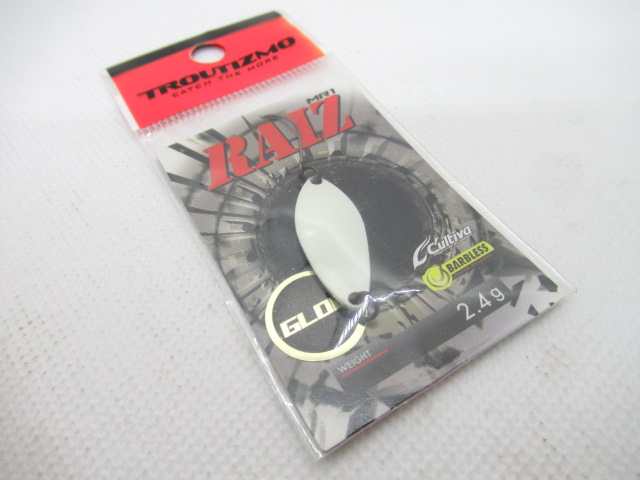 TROUTIZMO
CATCH THE MORE
MR1
RAIZ
Cultiva
BARBLESS
GLO
WEIGHT
2.4g